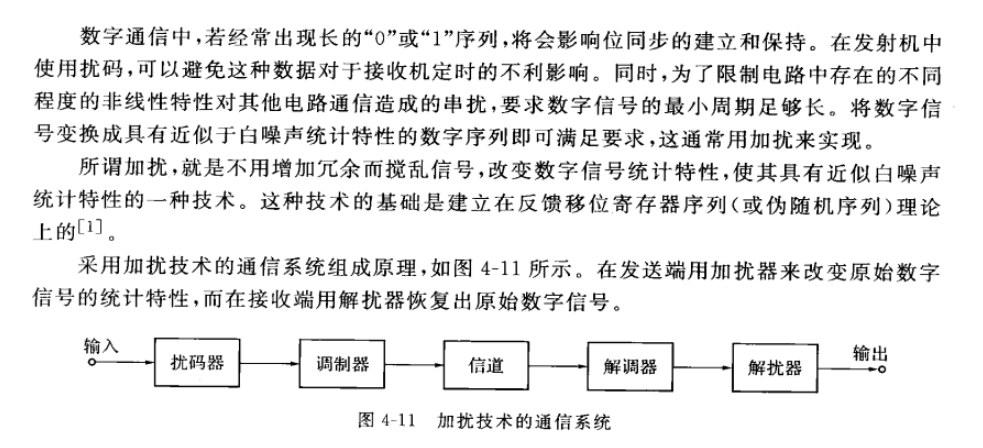 数字通信中,若经常出现长的“0”或“1”序列,将会影响位同步的建立和保持。在发射机中
使用扰码,可以避免这种数据对于接收机定时的不利影响。同时,为了限制电路中存在的不同
程度的非线性特性对其他电路通信造成的串扰,要求数字信号的最小周期足够长。将数字信
号变换成具有近似于白噪声统计特性的数字序列即可满足要求,这通常用加扰来实现。
所谓加扰,就是不用增加冗余而搅乱信号,改变数字信号统计特性,使其具有近似白噪声
统计特性的一种技术。这种技术的基础是建立在反馈移位寄存器序列(或伪随机序列)理论
上的[1]。
采用加扰技术的通信系统组成原理,如图 4-11 所示。在发送端用加扰器来改变原始数字
信号的统计特性,而在接收端用解扰器恢复出原始数字信号。
输入
扰码器
调制器
信道
解调器
解扰器
输出
图 4-11 加扰技术的通信系统